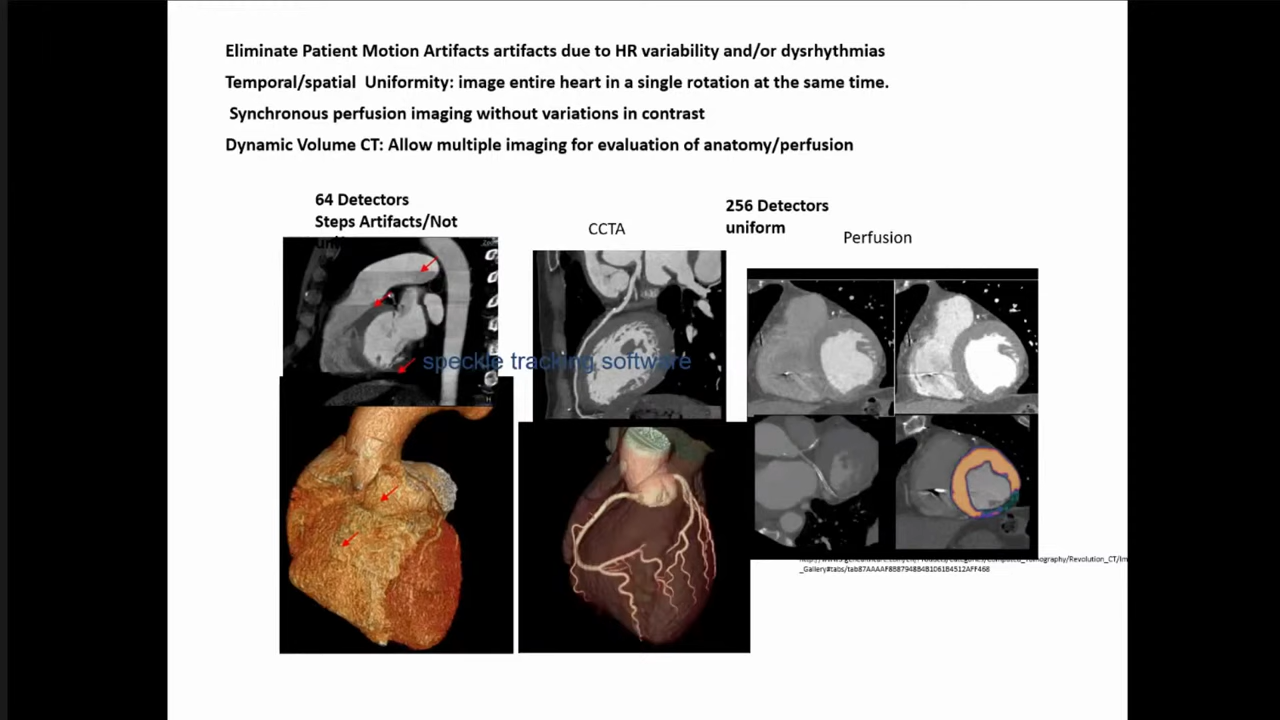 Eliminate Patient Motion Artifacts artifacts due to HR variability and/or dysrhythmias
Temporal/spatial Uniformity: image entire heart in a single rotation at the same time.
Synchronous perfusion imaging without variations in contrast
Dynamic Volume CT: Allow multiple imaging for evaluation of anatomy/perfusion
64 Detectors
Steps Artifacts/Not
CCTA
256 Detectors
uniform
Perfusion
speckle tracking software